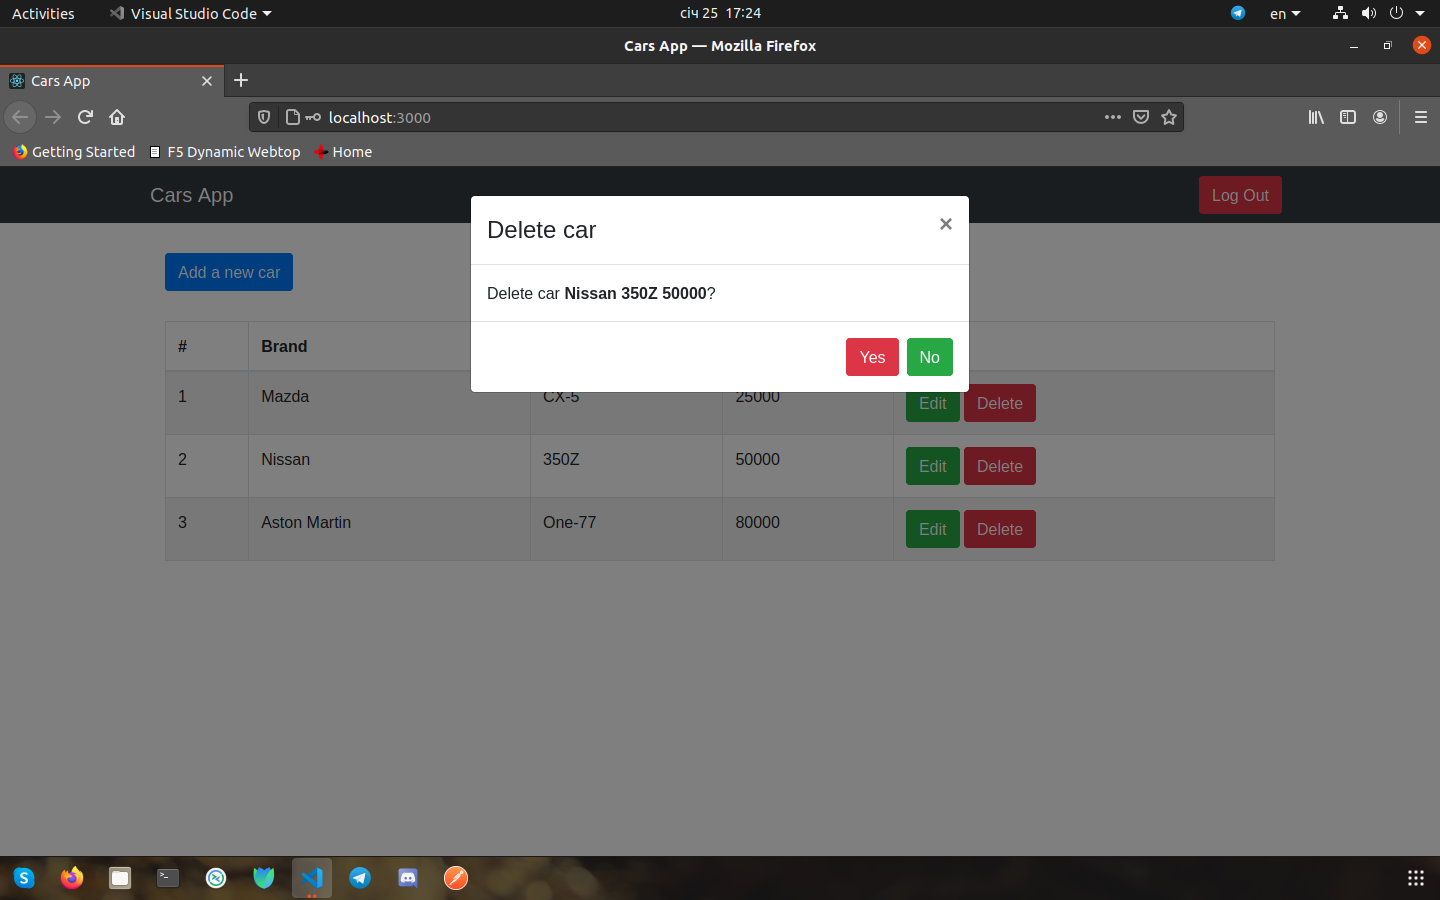 Activities Visual Studio Code січ 25 17:24 en
Cars App — Mozilla Firefox
Cars App
localhost:3000
Getting Started F5 Dynamic Webtop Home
Cars App Log Out
Delete car ×
Add a new car
Delete car Nissan 350Z 50000?
# Brand
Yes No
1 Mazda CX-5 25000 Edit Delete
2 Nissan 350Z 50000 Edit Delete
3 Aston Martin One-77 80000 Edit Delete